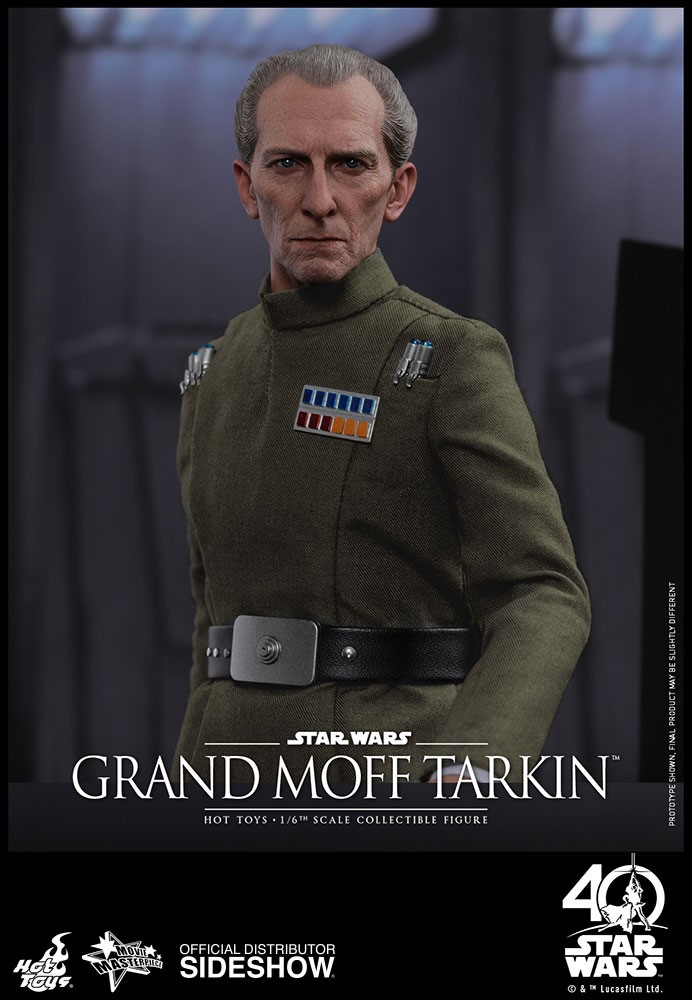 STAR WARS
GRAND MOFF TARKIN™
HOT TOYS • 1/6TH SCALE COLLECTIBLE FIGURE
PROTOTYPE SHOWN, FINAL PRODUCT MAY BE SLIGHTLY DIFFERENT
Hot Toys
MOVIE
MASTERPIECE
OFFICIAL DISTRIBUTOR
SIDESHOW
40
STAR
WARS
© & ™ Lucasfilm Ltd.